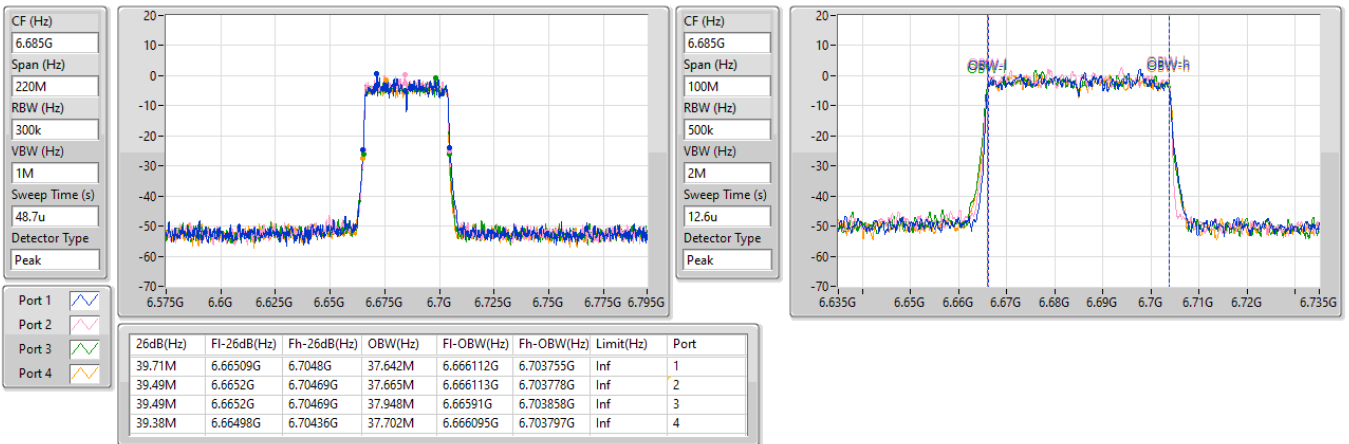 CF (Hz)
6.685G
Span (Hz)
220M
RBW (Hz)
300k
VBW (Hz)
1M
Sweep Time (s)
48.7u
Detector Type
Peak
20
10
0
-10
-20
-30
-40
-50
-60
-70
6.575G 6.6G 6.625G 6.65G 6.675G 6.7G 6.725G 6.75G 6.775G 6.795G
CF (Hz)
6.685G
Span (Hz)
100M
RBW (Hz)
500k
VBW (Hz)
2M
Sweep Time (s)
12.6u
Detector Type
Peak
20
10
0
-10
-20
-30
-40
-50
-60
-70
OBW-l OBW-h
6.635G 6.65G 6.66G 6.67G 6.68G 6.69G 6.7G 6.71G 6.72G 6.735G
Port 1
Port 2
Port 3
Port 4
26dB(Hz) Fl-26dB(Hz) Fh-26dB(Hz) OBW(Hz) Fl-OBW(Hz) Fh-OBW(Hz) Limit(Hz) Port
39.71M 6.66509G 6.7048G 37.642M 6.666112G 6.703755G Inf 1
39.49M 6.6652G 6.70469G 37.665M 6.666113G 6.703778G Inf 2
39.49M 6.6652G 6.70469G 37.948M 6.66591G 6.703858G Inf 3
39.38M 6.66498G 6.70436G 37.702M 6.666095G 6.703797G Inf 4